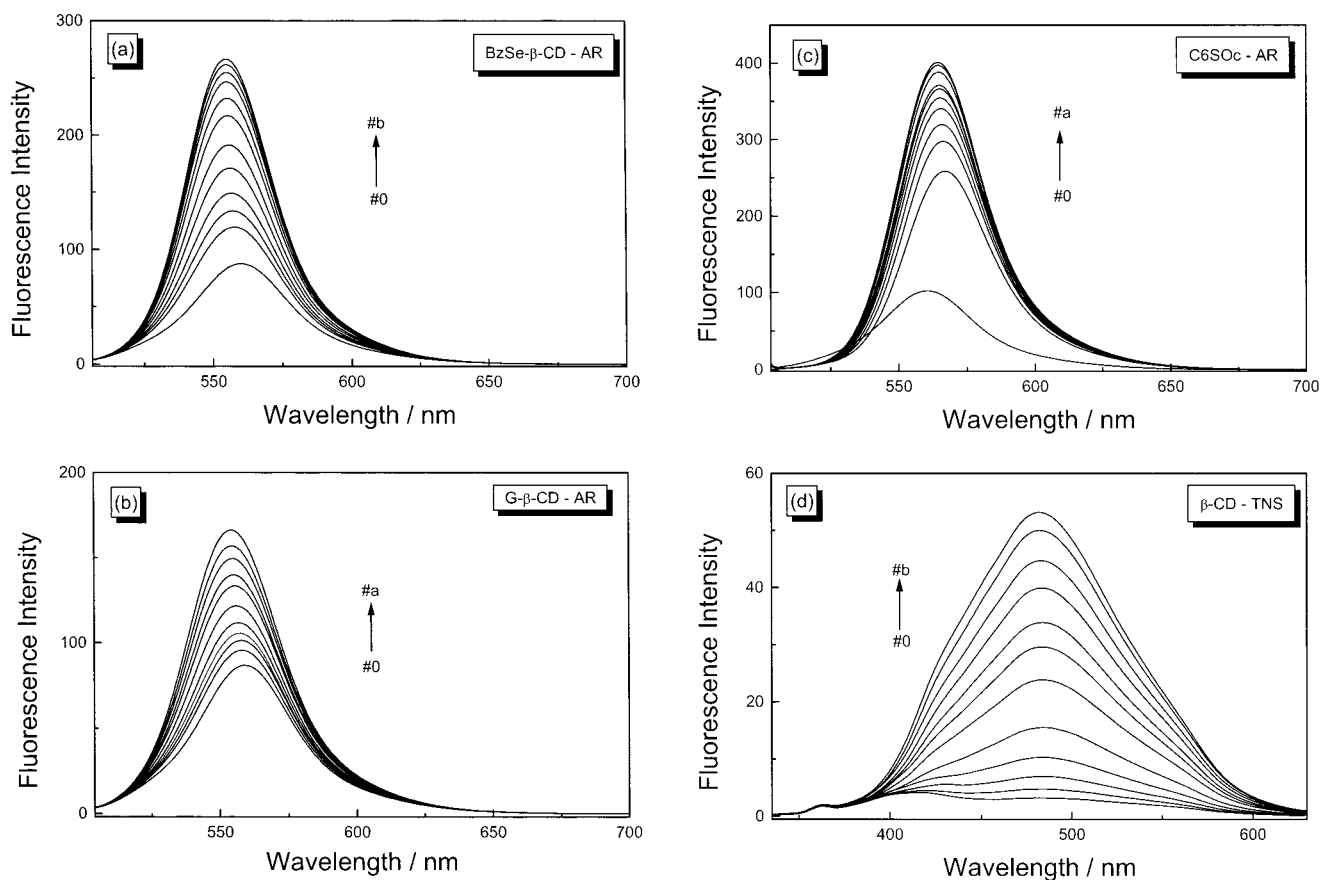 (a)
BzSe-β-CD - AR
300
200
100
0
#b
#0
550
600
650
700
Fluorescence Intensity
Wavelength / nm
(c)
C6SOc - AR
400
300
200
100
0
#a
#0
550
600
650
700
Fluorescence Intensity
Wavelength / nm
(b)
G-β-CD - AR
200
100
0
#a
#0
550
600
650
700
Fluorescence Intensity
Wavelength / nm
(d)
β-CD - TNS
60
40
20
0
#b
#0
400
500
600
Fluorescence Intensity
Wavelength / nm